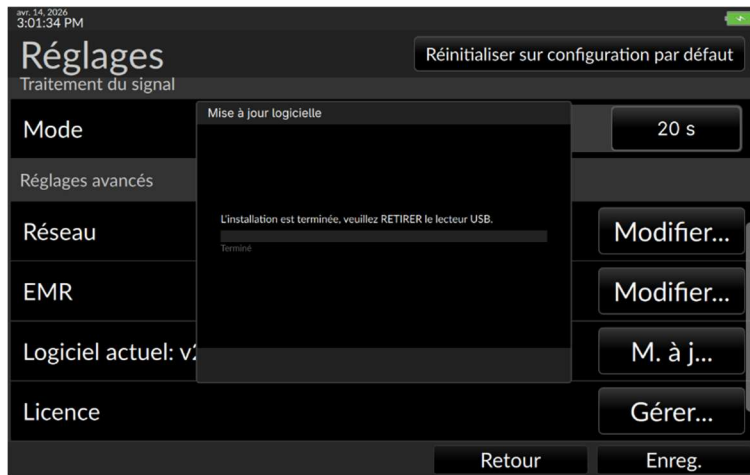 avr. 14, 2026
3:01:34 PM
Réglages
Réinitialiser sur configuration par défaut
Traitement du signal
Mode
20 s
Mise à jour logicielle
L'installation est terminée, veuillez RETIRER le lecteur USB.
Terminé
Réglages avancés
Réseau
Modifier...
EMR
Modifier...
Logiciel actuel:
M. à j...
Licence
Gérer...
Retour
Enreg.